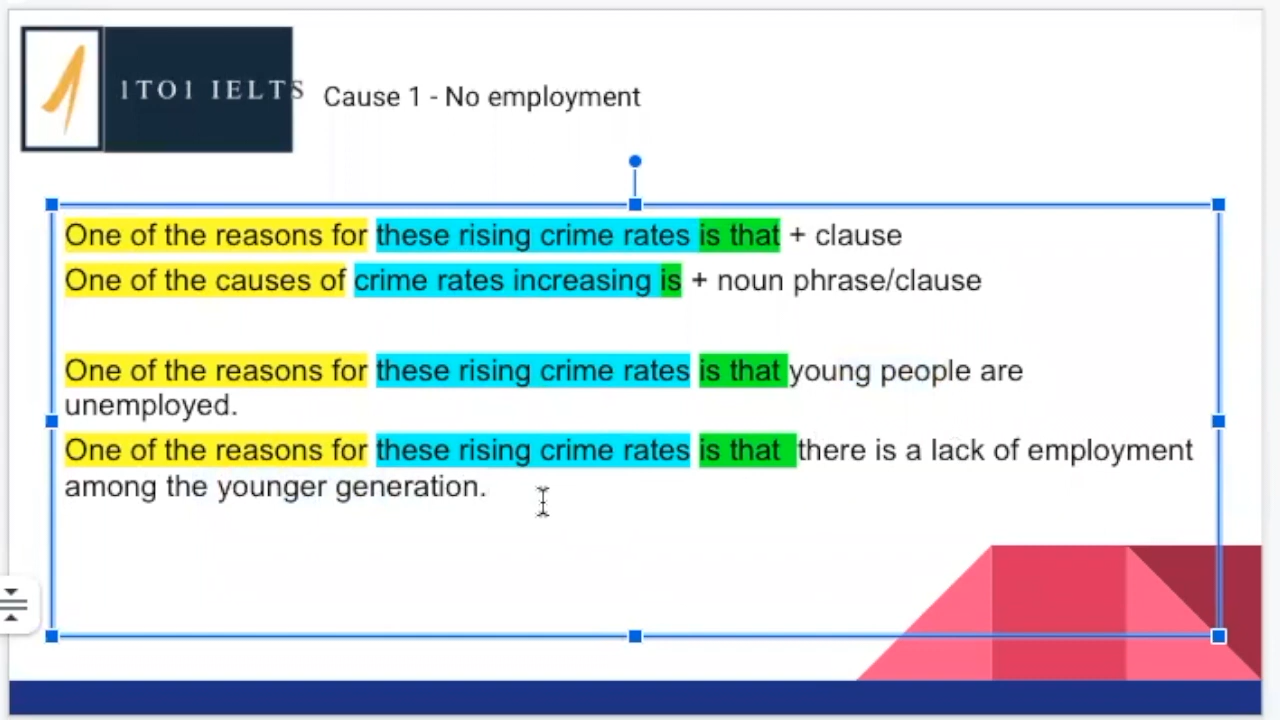 1TO1 IELTS
Cause 1 - No employment
One of the reasons for these rising crime rates is that + clause
One of the causes of crime rates increasing is + noun phrase/clause
One of the reasons for these rising crime rates is that young people are
unemployed.
One of the reasons for these rising crime rates is that there is a lack of employment
among the younger generation.